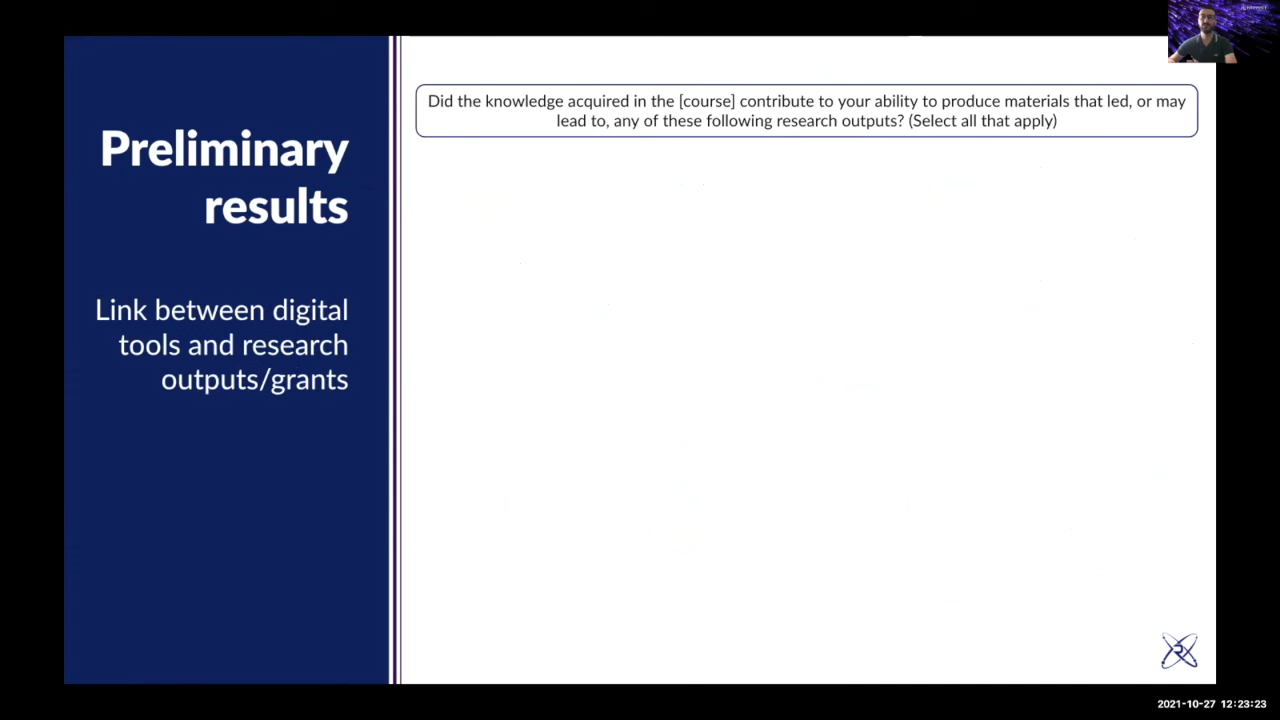 Preliminary
results
Link between digital
tools and research
outputs/grants
Did the knowledge acquired in the [course] contribute to your ability to produce materials that led, or may
lead to, any of these following research outputs? (Select all that apply)
2021-10-27 12:23:23